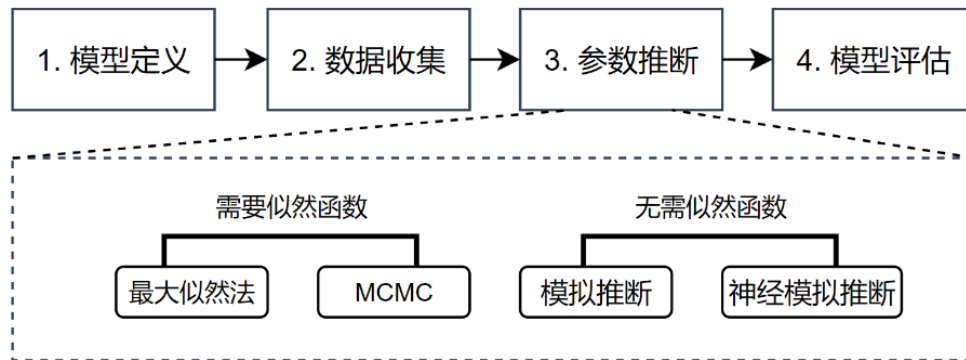 1. 模型定义
2. 数据收集
3. 参数推断
4. 模型评估
需要似然函数
无需似然函数
最大似然法
MCMC
模拟推断
神经模拟推断